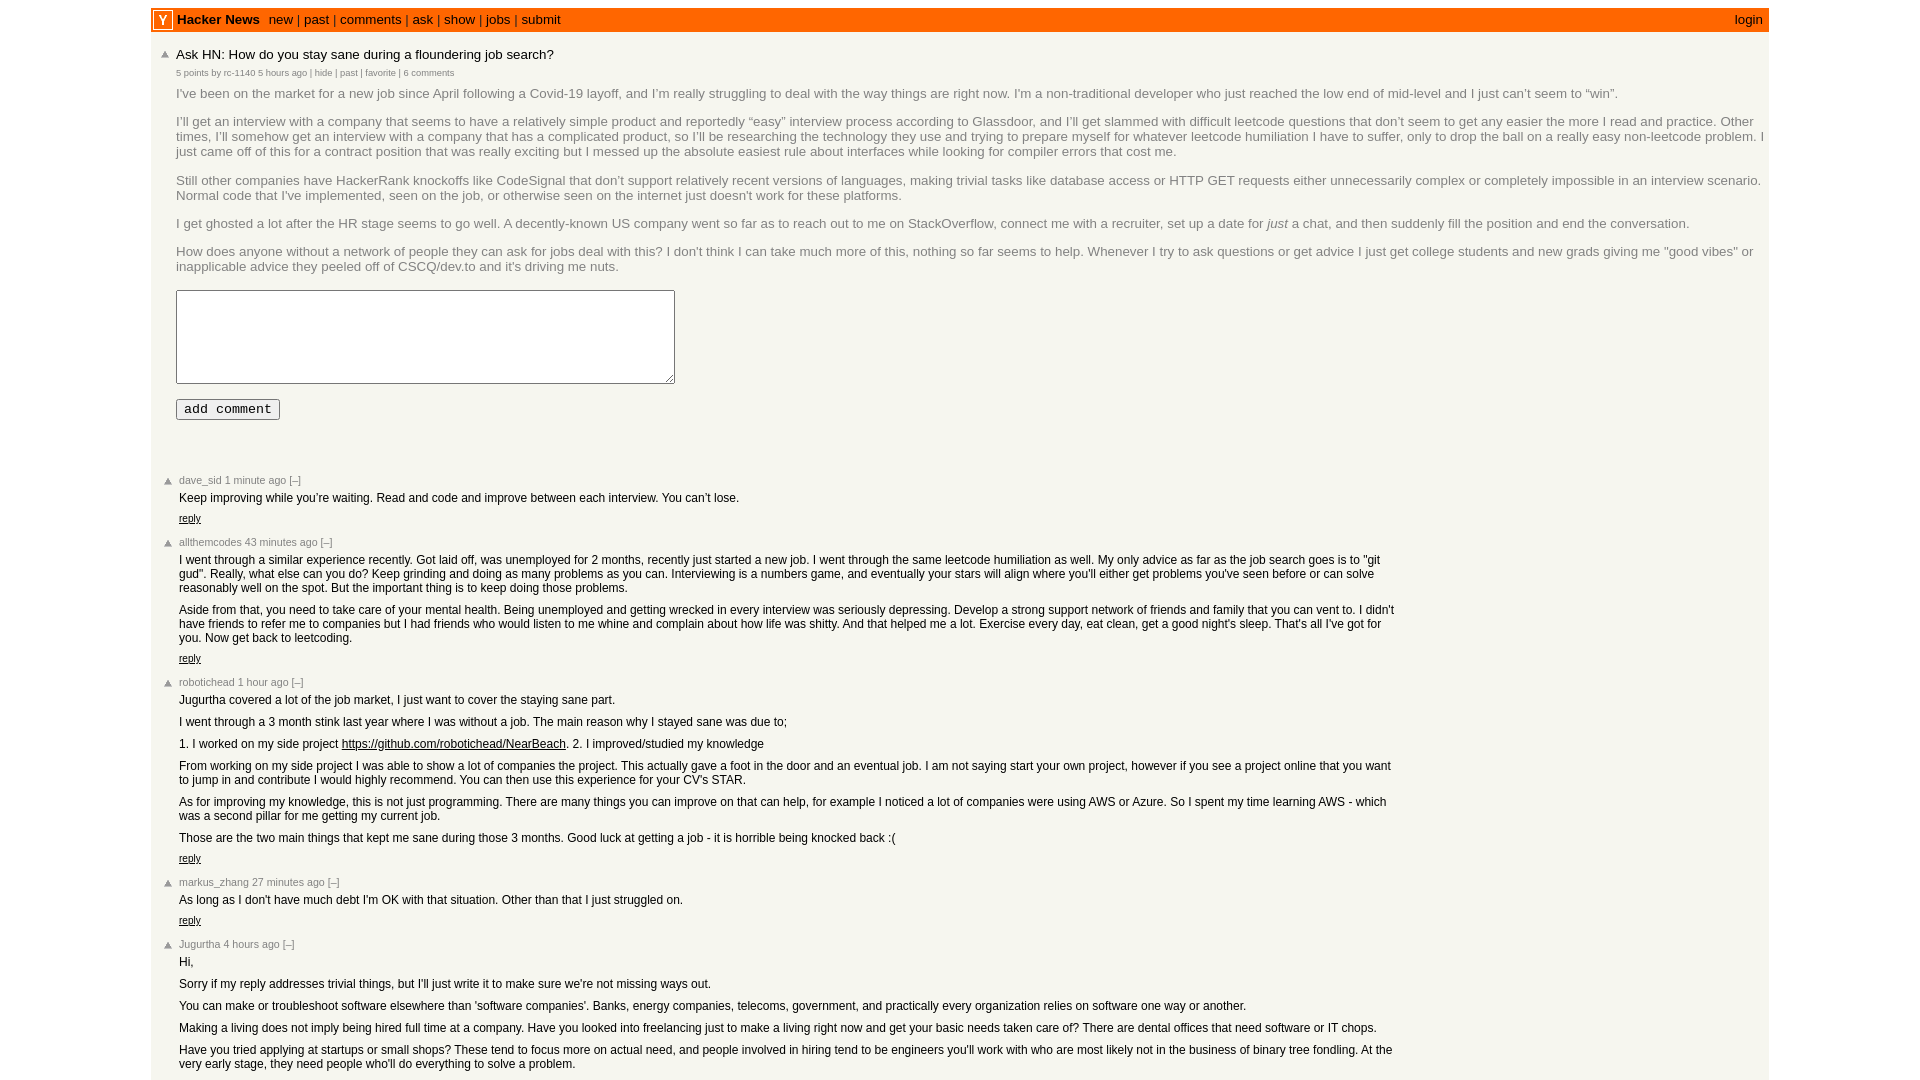 Y Hacker News new | past | comments | ask | show | jobs | submit login
Ask HN: How do you stay sane during a floundering job search?
5 points by rc-1140 5 hours ago | hide | past | favorite | 6 comments
I've been on the market for a new job since April following a Covid-19 layoff, and I’m really struggling to deal with the way things are right now. I'm a non-traditional developer who just reached the low end of mid-level and I just can’t seem to “win”.
I’ll get an interview with a company that seems to have a relatively simple product and reportedly “easy” interview process according to Glassdoor, and I’ll get slammed with difficult leetcode questions that don’t seem to get any easier the more I read and practice. Other
times, I’ll somehow get an interview with a company that has a complicated product, so I’ll be researching the technology they use and trying to prepare myself for whatever leetcode humiliation I have to suffer, only to drop the ball on a really easy non-leetcode problem. I
just came off of this for a contract position that was really exciting but I messed up the absolute easiest rule about interfaces while looking for compiler errors that cost me.
Still other companies have HackerRank knockoffs like CodeSignal that don’t support relatively recent versions of languages, making trivial tasks like database access or HTTP GET requests either unnecessarily complex or completely impossible in an interview scenario.
Normal code that I've implemented, seen on the job, or otherwise seen on the internet just doesn't work for these platforms.
I get ghosted a lot after the HR stage seems to go well. A decently-known US company went so far as to reach out to me on StackOverflow, connect me with a recruiter, set up a date for just a chat, and then suddenly fill the position and end the conversation.
How does anyone without a network of people they can ask for jobs deal with this? I don't think I can take much more of this, nothing so far seems to help. Whenever I try to ask questions or get advice I just get college students and new grads giving me "good vibes" or
inapplicable advice they peeled off of CSCQ/dev.to and it's driving me nuts.
add comment
dave_sid 1 minute ago [–]
Keep improving while you’re waiting. Read and code and improve between each interview. You can’t lose.
reply
allthemcodes 43 minutes ago [–]
I went through a similar experience recently. Got laid off, was unemployed for 2 months, recently just started a new job. I went through the same leetcode humiliation as well. My only advice as far as the job search goes is to "git
gud". Really, what else can you do? Keep grinding and doing as many problems as you can. Interviewing is a numbers game, and eventually your stars will align where you'll either get problems you've seen before or can solve
reasonably well on the spot. But the important thing is to keep doing those problems.
Aside from that, you need to take care of your mental health. Being unemployed and getting wrecked in every interview was seriously depressing. Develop a strong support network of friends and family that you can vent to. I didn't
have friends to refer me to companies but I had friends who would listen to me whine and complain about how life was shitty. And that helped me a lot. Exercise every day, eat clean, get a good night's sleep. That's all I've got for
you. Now get back to leetcoding.
reply
robotichead 1 hour ago [–]
Jugurtha covered a lot of the job market, I just want to cover the staying sane part.
I went through a 3 month stink last year where I was without a job. The main reason why I stayed sane was due to;
1. I worked on my side project https://github.com/robotichead/NearBeach. 2. I improved/studied my knowledge
From working on my side project I was able to show a lot of companies the project. This actually gave a foot in the door and an eventual job. I am not saying start your own project, however if you see a project online that you want
to jump in and contribute I would highly recommend. You can then use this experience for your CV's STAR.
As for improving my knowledge, this is not just programming. There are many things you can improve on that can help, for example I noticed a lot of companies were using AWS or Azure. So I spent my time learning AWS - which
was a second pillar for me getting my current job.
Those are the two main things that kept me sane during those 3 months. Good luck at getting a job - it is horrible being knocked back :(
reply
markus_zhang 27 minutes ago [–]
As long as I don't have much debt I'm OK with that situation. Other than that I just struggled on.
reply
Jugurtha 4 hours ago [–]
Hi,
Sorry if my reply addresses trivial things, but I'll just write it to make sure we're not missing ways out.
You can make or troubleshoot software elsewhere than 'software companies'. Banks, energy companies, telecoms, government, and practically every organization relies on software one way or another.
Making a living does not imply being hired full time at a company. Have you looked into freelancing just to make a living right now and get your basic needs taken care of? There are dental offices that need software or IT chops.
Have you tried applying at startups or small shops? These tend to focus more on actual need, and people involved in hiring tend to be engineers you'll work with who are most likely not in the business of binary tree fondling. At the
very early stage, they need people who'll do everything to solve a problem.